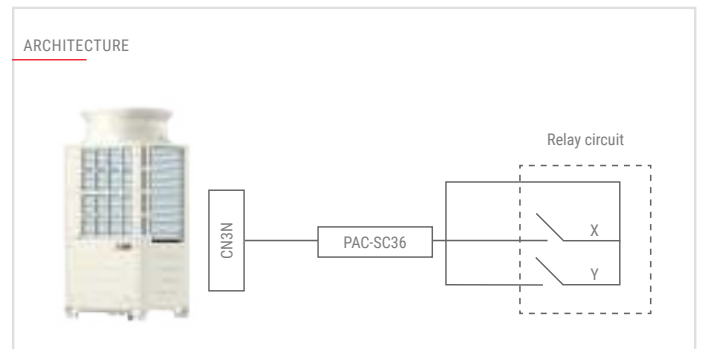 ARCHITECTURE
Relay circuit
CN3N
PAC-SC36
X
Y